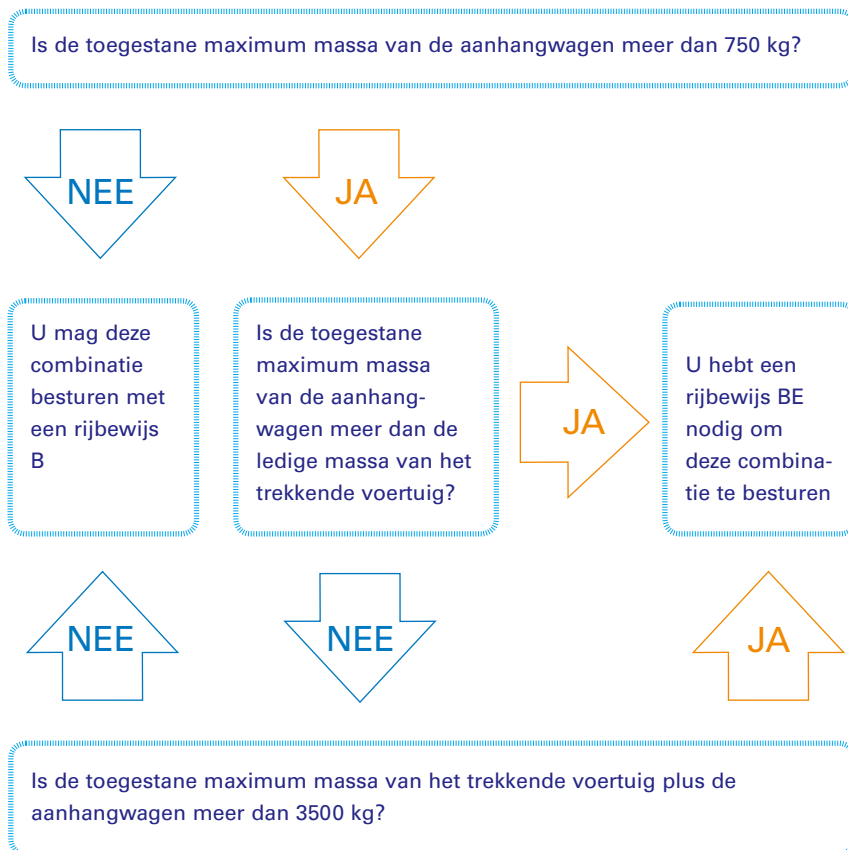 Is de toegestane maximum massa van de aanhangwagen meer dan 750 kg?
NEE
JA
U mag deze
combinatie
besturen met
een rijbewijs
B
Is de toegestane
maximum massa
van de aanhang-
wagen meer dan de
ledige massa van het
trekkende voertuig?
JA
U hebt een
rijbewijs BE
nodig om
deze combina-
tie te besturen
NEE
NEE
JA
Is de toegestane maximum massa van het trekkende voertuig plus de
aanhangwagen meer dan 3500 kg?